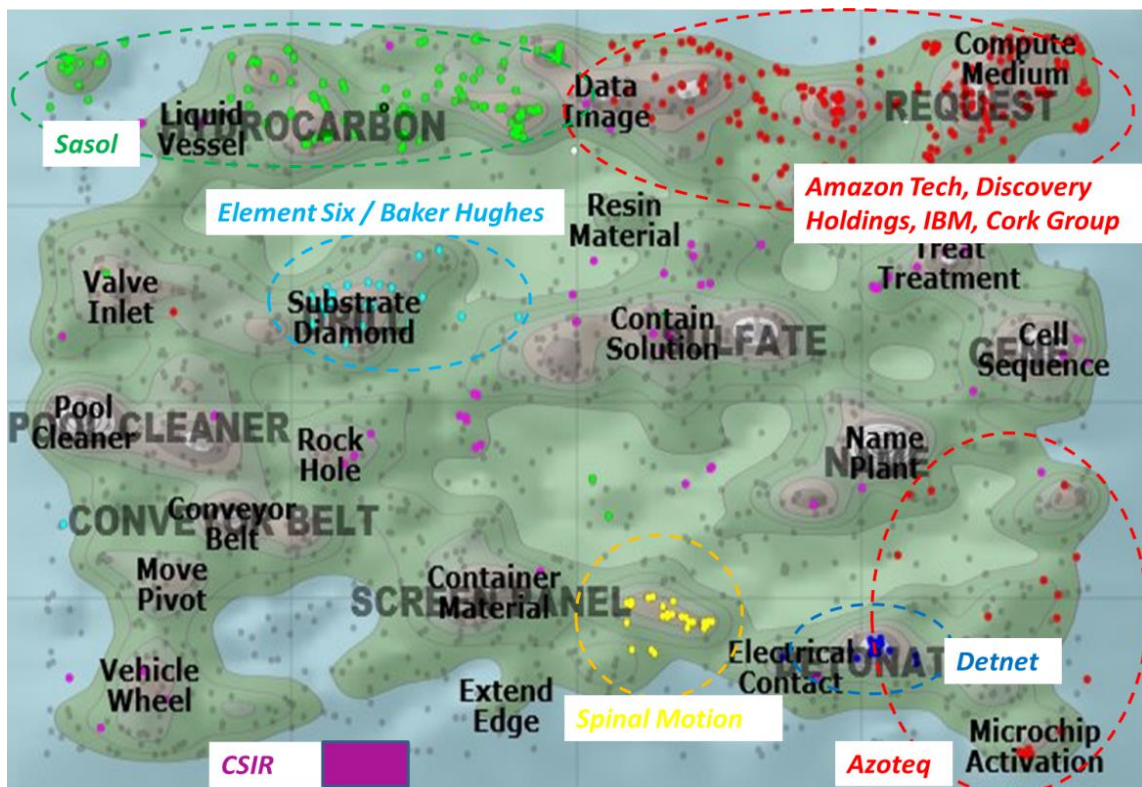 Compute
Medium
Data
Image
REQUEST
Liquid
Vessel
HYDROCARBON
Sasol
Amazon Tech, Discovery
Holdings, IBM, Cork Group
Element Six / Baker Hughes
Resin
Material
Treat
Treatment
Valve
Inlet
Substrate
Diamond
Contain
Solution
Cell
Sequence
Pool
Cleaner
POOL CLEANER
Rock
Hole
Name
Plant
Conveyor
Belt
CONVEYOR BELT
Move
Pivot
Container
Material
SCREEN PANEL
Vehicle
Wheel
Electrical
Contact
Detnet
Extend
Edge
Spinal Motion
Microchip
Activation
CSIR
Azoteq